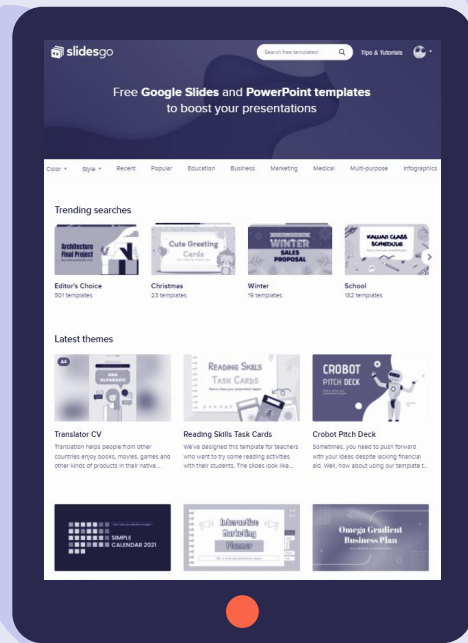 slidesgo
Search free templates!
Tips & Tutorials
Free Google Slides and PowerPoint templates
to boost your presentations
Color Style Recent Popular Education Business Marketing Medical Multi-purpose Infographics
Trending searches
Architecture
Final Project
Cute Greeting
Cards
WINTER
SALES
PROPOSAL
KAUAII CLASS
SCHEDULE
Editor's Choice
501 templates
Christmas
23 templates
Winter
19 templates
School
182 templates
Latest themes
A4
ANA
ALVARADO
READING SKILLS
TASK CARDS
CROBOT
PITCH DECK
Translator CV
Translation helps people from other
countries enjoy books, movies, games and
other kinds of products in their native...
Reading Skills Task Cards
We've designed this template for teachers
who want to try some reading activities
with their students. The slides look like...
Crobot Pitch Deck
Sometimes, you need to push forward
with your ideas despite lacking financial
aid. Well, how about using our template t...
SIMPLE
CALENDAR 2021
Interactive
Marketing
Planner
Omega Gradient
Business Plan